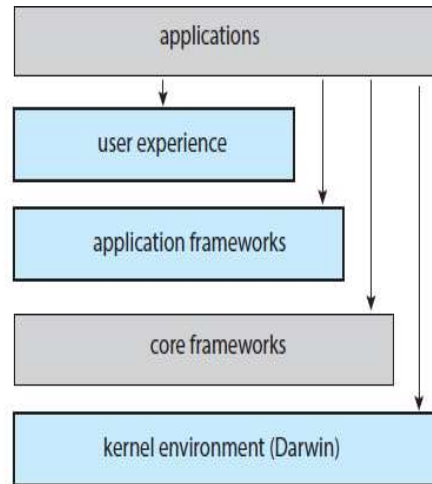 applications
user experience
application frameworks
core frameworks
kernel environment (Darwin)